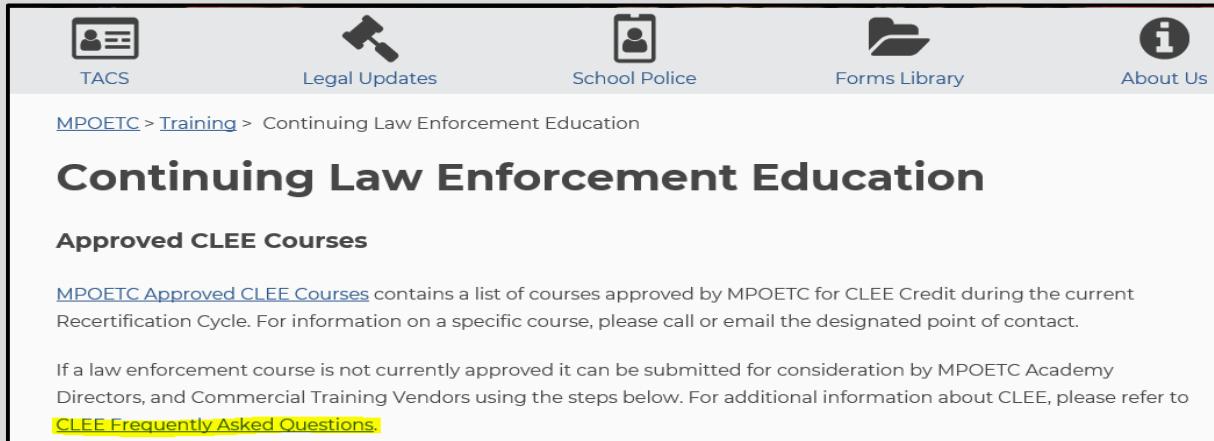 TACS
Legal Updates
School Police
Forms Library
About Us
MPOETC > Training > Continuing Law Enforcement Education
Continuing Law Enforcement Education
Approved CLEE Courses
MPOETC Approved CLEE Courses contains a list of courses approved by MPOETC for CLEE Credit during the current
Recertification Cycle. For information on a specific course, please call or email the designated point of contact.
If a law enforcement course is not currently approved it can be submitted for consideration by MPOETC Academy
Directors, and Commercial Training Vendors using the steps below. For additional information about CLEE, please refer to
CLEE Frequently Asked Questions.